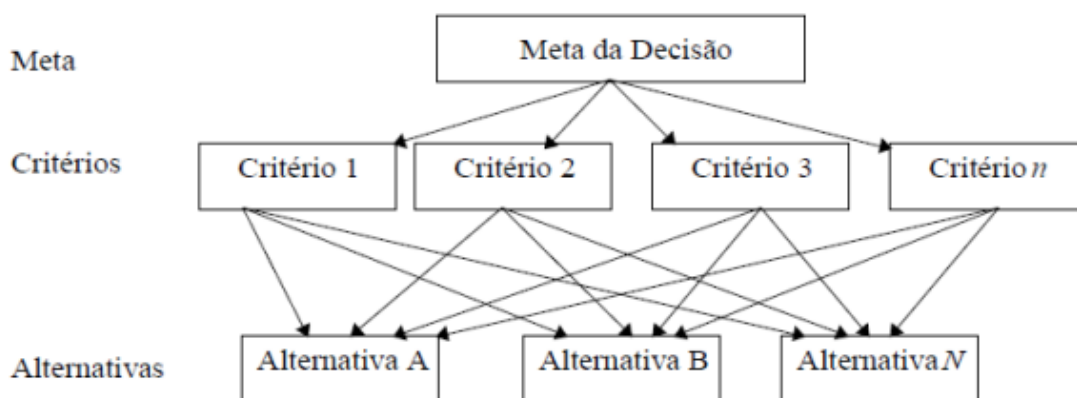 Meta
Meta da Decisão
Critérios
Critério 1
Critério 2
Critério 3
Critério n
Alternativas
Alternativa A
Alternativa B
Alternativa N